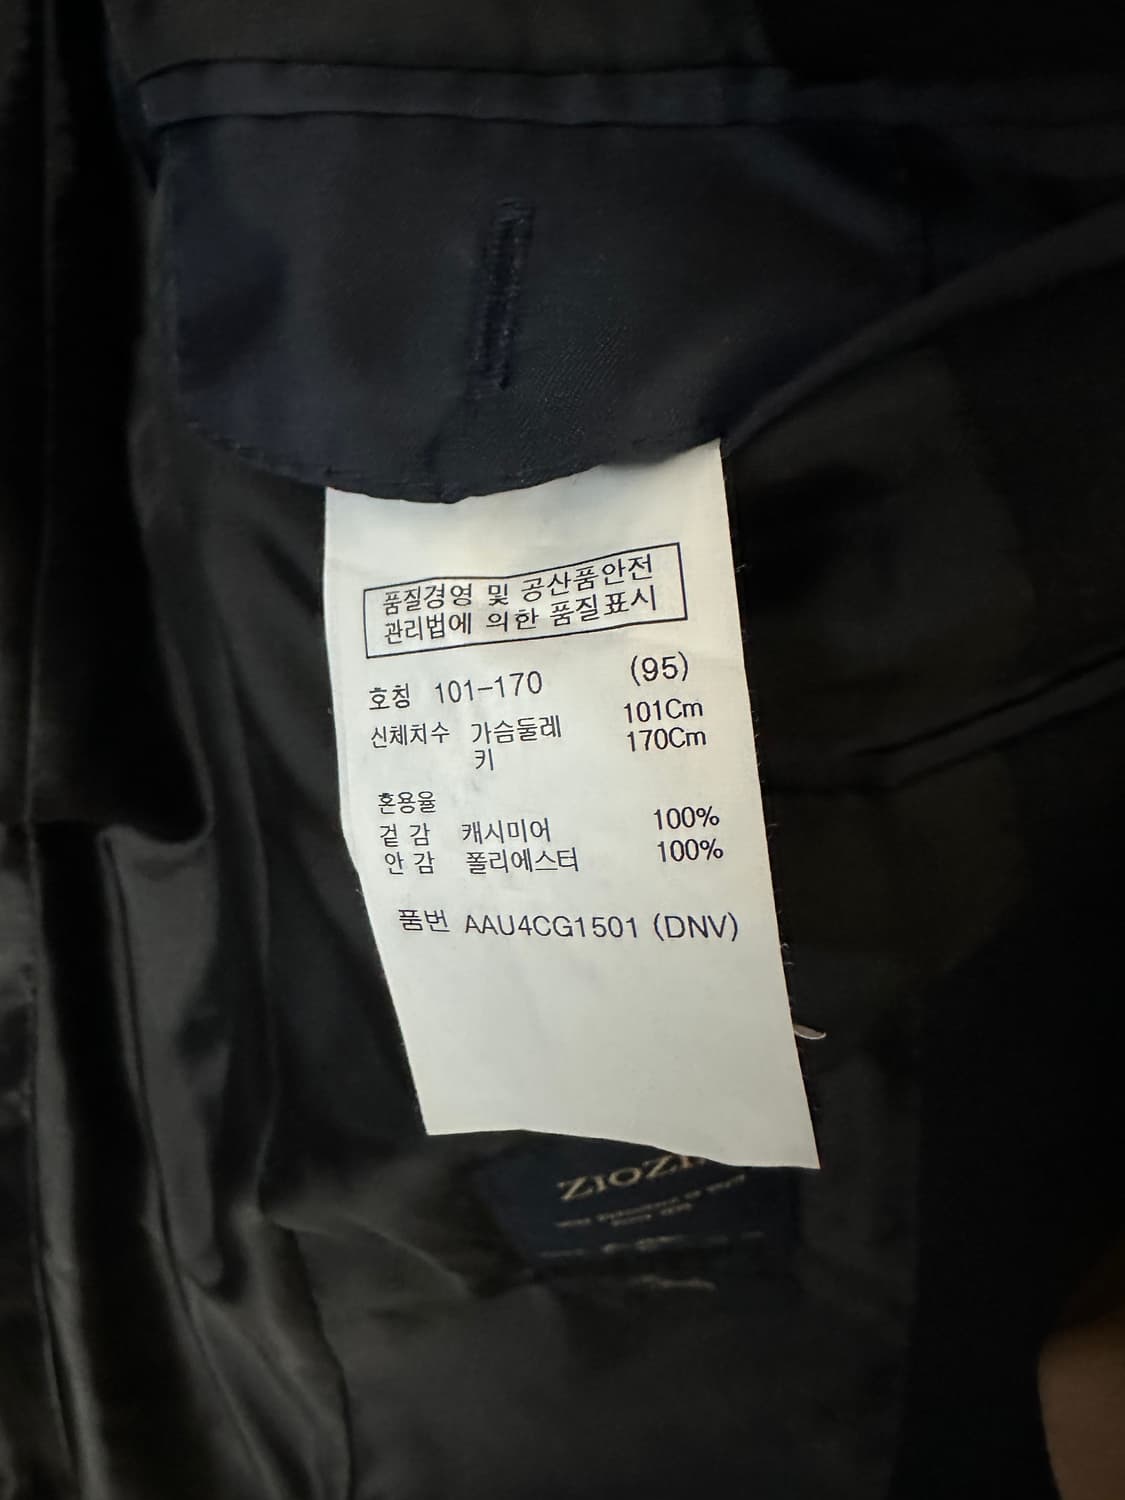 품질경영 및 공산품안전
관리법에 의한 품질표시
호칭 101-170 (95)
신체치수 가슴둘레 101Cm
키 170Cm
혼용율
겉 감 캐시미어 100%
안 감 폴리에스터 100%
품번 AAU4CG1501 (DNV)